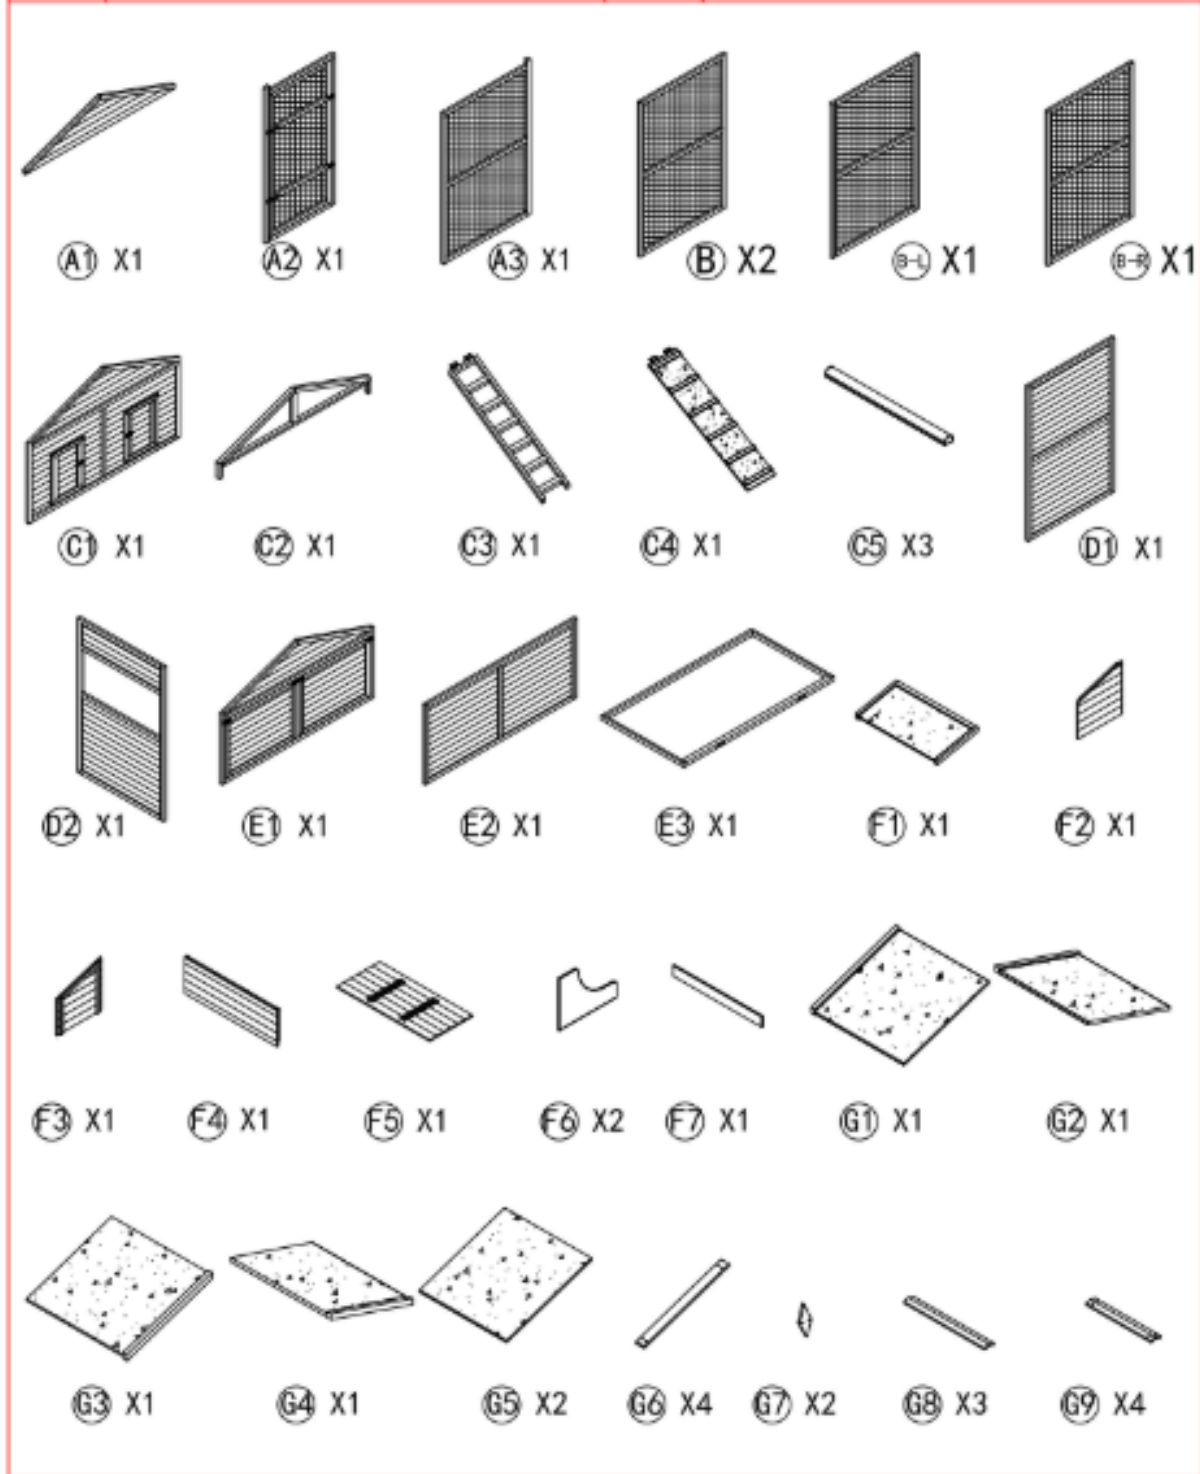 A1 X1 A2 X1 A3 X1 B X2 B-L X1 B-R X1
C1 X1 C2 X1 C3 X1 C4 X1 C5 X3 D1 X1
D2 X1 E1 X1 E2 X1 E3 X1 F1 X1 F2 X1
F3 X1 F4 X1 F5 X1 F6 X2 F7 X1 G1 X1 G2 X1
G3 X1 G4 X1 G5 X2 G6 X4 G7 X2 G8 X3 G9 X4